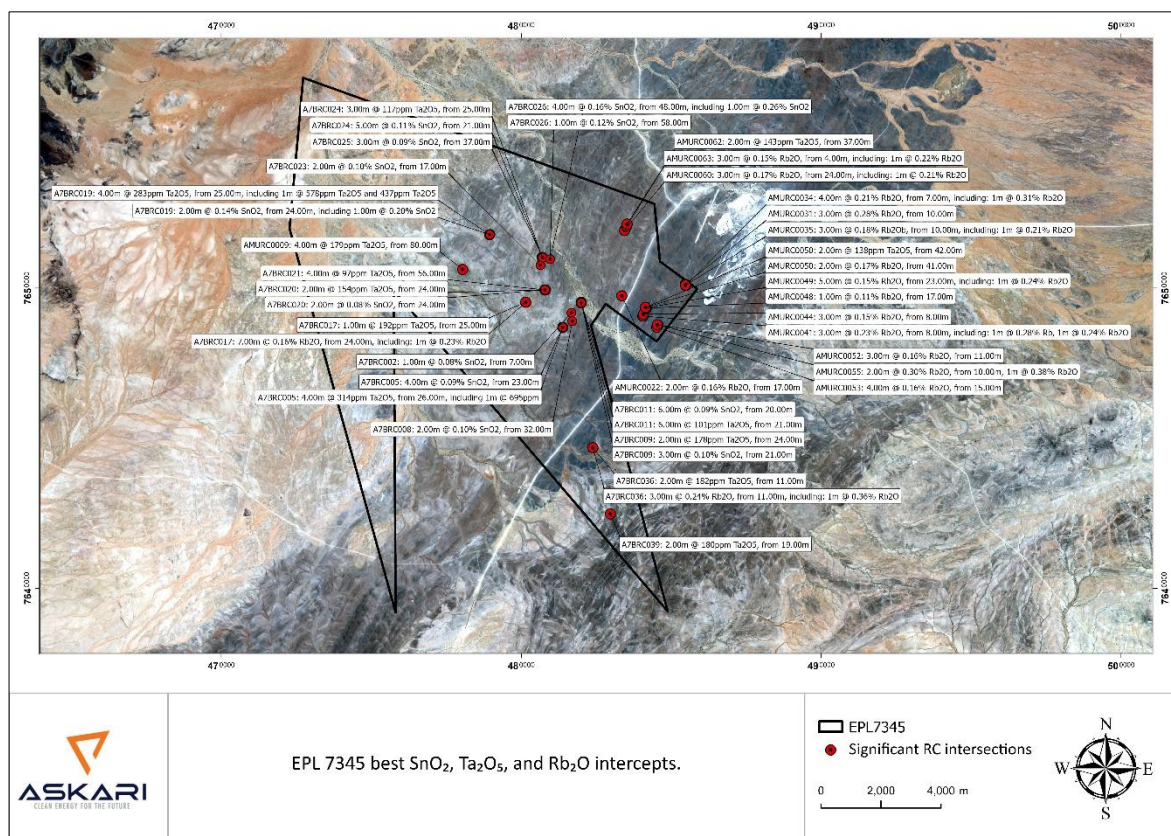 47⁰⁰⁰⁰
48⁰⁰⁰⁰
49⁰⁰⁰⁰
50⁰⁰⁰⁰
A7BRC024: 3.00m @ 117ppm Ta2O5, from 25.00m
A7BRC024: 5.00m @ 0.11% SnO2, from 21.00m
A7BRC025: 3.00m @ 0.09% SnO2, from 37.00m
A7BRC023: 2.00m @ 0.10% SnO2, from 17.00m
A7BRC019: 4.00m @ 283ppm Ta2O5, from 25.00m, including 1m @ 578ppm Ta2O5 and 437ppm Ta2O5
A7BRC019: 2.00m @ 0.14% SnO2, from 24.00m, including 1.00m @ 0.20% SnO2
AMURC0009: 4.00m @ 179ppm Ta2O5, from 80.00m
A7BRC021: 4.00m @ 97ppm Ta2O5, from 56.00m
A7BRC020: 2.00m @ 154ppm Ta2O5, from 24.00m
A7BRC020: 2.00m @ 0.08% SnO2, from 24.00m
A7BRC017: 1.00m @ 192ppm Ta2O5, from 25.00m
A7BRC017: 7.00m @ 0.16% Rb2O, from 24.00m, including: 1m @ 0.23% Rb2O
A7BRC002: 1.00m @ 0.08% SnO2, from 7.00m
A7BRC005: 4.00m @ 0.09% SnO2, from 23.00m
A7BRC005: 4.00m @ 314ppm Ta2O5, from 26.00m, including 1m @ 695ppm
A7BRC008: 2.00m @ 0.10% SnO2, from 32.00m
A7BRC026: 4.00m @ 0.16% SnO2, from 48.00m, including 1.00m @ 0.26% SnO2
A7BRC026: 1.00m @ 0.12% SnO2, from 58.00m
AMURC0062: 2.00m @ 143ppm Ta2O5, from 37.00m
AMURC0063: 3.00m @ 0.15% Rb2O, from 4.00m, including: 1m @ 0.22% Rb2O
AMURC0060: 3.00m @ 0.17% Rb2O, from 24.00m, including: 1m @ 0.21% Rb2O
AMURC0034: 4.00m @ 0.21% Rb2O, from 7.00m, including: 1m @ 0.31% Rb2O
AMURC0031: 3.00m @ 0.28% Rb2O, from 10.00m
AMURC0035: 3.00m @ 0.18% Rb2Ob, from 10.00m, including: 1m @ 0.21% Rb2O
AMURC0050: 2.00m @ 138ppm Ta2O5, from 42.00m
AMURC0050: 2.00m @ 0.17% Rb2O, from 41.00m
AMURC0049: 5.00m @ 0.15% Rb2O, from 23.00m, including: 1m @ 0.24% Rb2O
AMURC0048: 1.00m @ 0.11% Rb2O, from 17.00m
AMURC0044: 3.00m @ 0.15% Rb2O, from 8.00m
AMURC0041: 3.00m @ 0.23% Rb2O, from 8.00m, including: 1m @ 0.28% Rb, 1m @ 0.24% Rb2O
AMURC0052: 3.00m @ 0.16% Rb2O, from 11.00m
AMURC0055: 2.00m @ 0.30% Rb2O, from 10.00m, 1m @ 0.38% Rb2O
AMURC0053: 4.00m @ 0.16% Rb2O, from 15.00m
AMURC0022: 2.00m @ 0.16% Rb2O, from 17.00m
A7BRC011: 6.00m @ 0.09% SnO2, from 20.00m
A7BRC011: 6.00m @ 101ppm Ta2O5, from 21.00m
A7BRC009: 2.00m @ 178ppm Ta2O5, from 24.00m
A7BRC009: 3.00m @ 0.10% SnO2, from 21.00m
A7BRC036: 2.00m @ 182ppm Ta2O5, from 11.00m
A7BRC036: 3.00m @ 0.24% Rb2O, from 11.00m, including: 1m @ 0.36% Rb2O
A7BRC039: 2.00m @ 180ppm Ta2O5, from 19.00m
765⁰⁰⁰⁰
765⁰⁰⁰⁰
764⁰⁰⁰⁰
764⁰⁰⁰⁰
47⁰⁰⁰⁰
48⁰⁰⁰⁰
49⁰⁰⁰⁰
50⁰⁰⁰⁰
ASKARI
CLEAN ENERGY FOR THE FUTURE
EPL 7345 best SnO₂, Ta₂O₅, and Rb₂O intercepts.
EPL7345
Significant RC intersections
0 2,000 4,000 m
N
W E
S